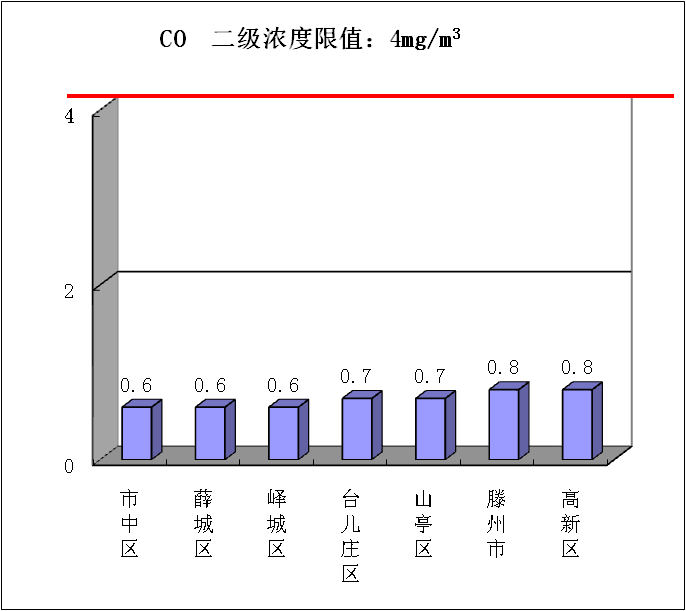 CO 二级浓度限值：4mg/m³
4
2
0
0.6
0.6
0.6
0.7
0.7
0.8
0.8
市中区
薛城区
峄城区
台儿庄区
山亭区
滕州市
高新区